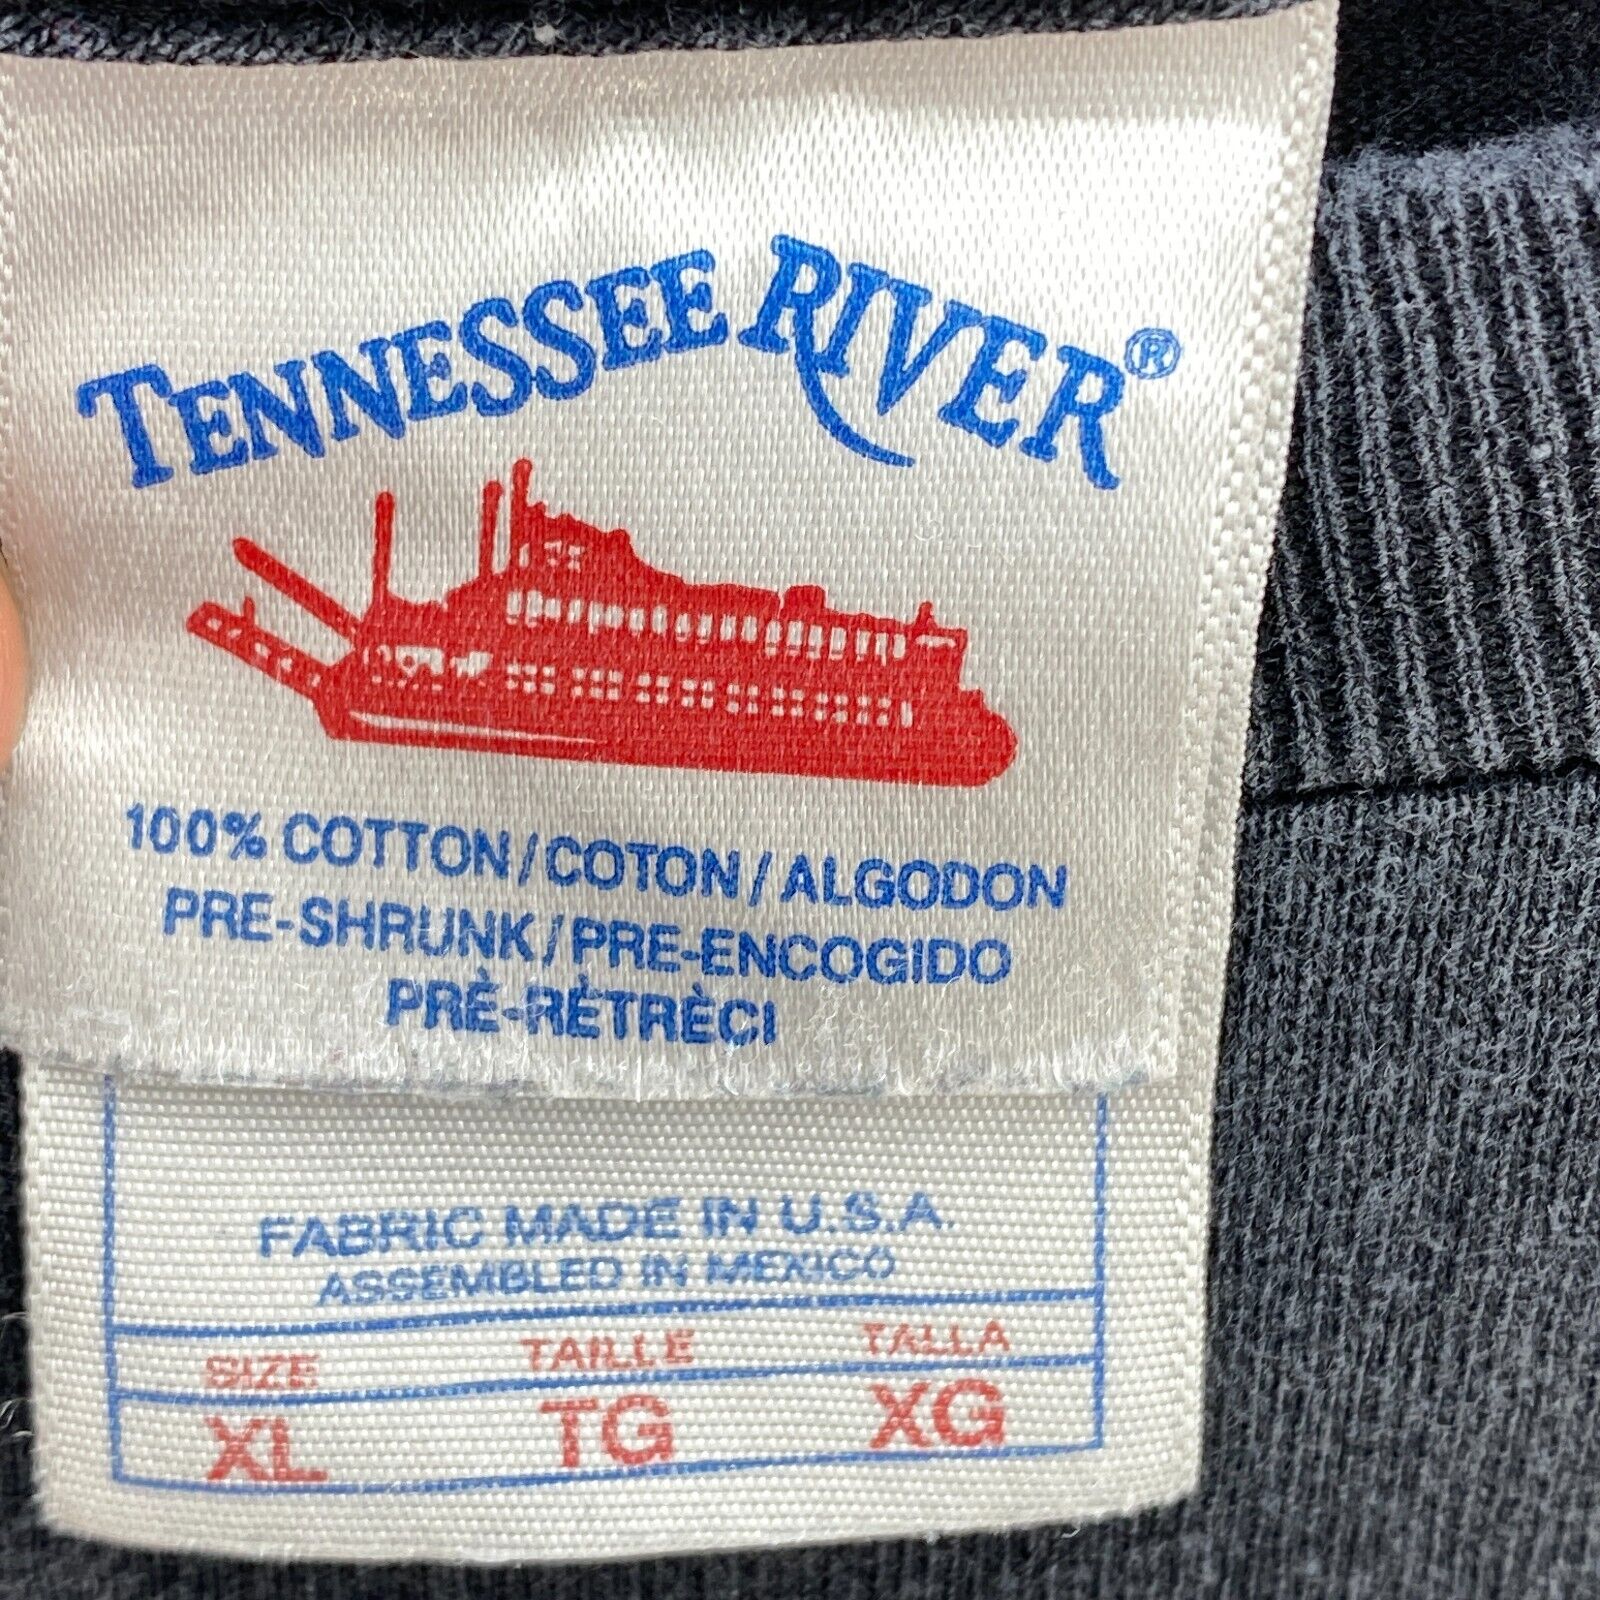 TENNESSEE RIVER®
100% COTTON/COTON/ALGODON
PRE-SHRUNK/PRE-ENCOGIDO
PRÈ-RÈTRÈCI
FABRIC MADE IN U.S.A.
ASSEMBLED IN MEXICO
SIZE TAILLE TALLA
XL TG XG